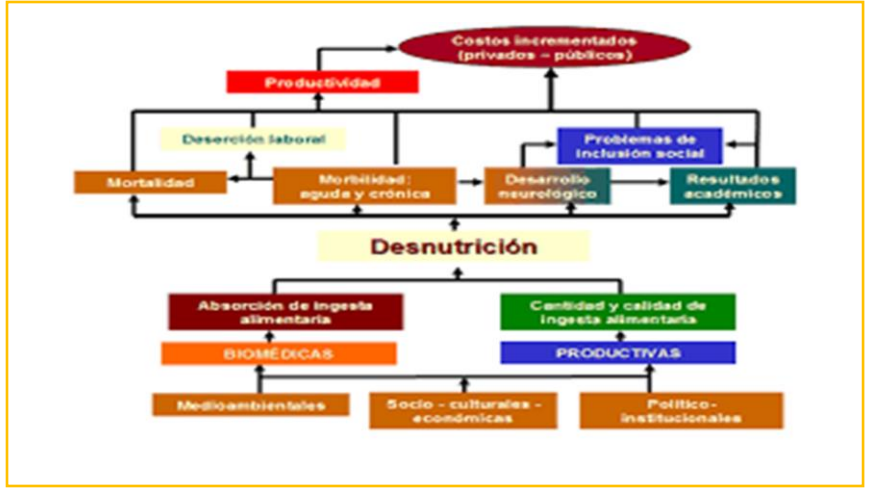 Costos incrementados
(privados – públicos)
Productividad
Deserción laboral
Problemas de
inclusión social
Mortalidad
Morbilidad:
aguda y crónica
Desarrollo
neurológico
Resultados
académicos
Desnutrición
Absorción de ingesta
alimentaria
Cantidad y calidad de
ingesta alimentaria
BIOMÉDICAS
PRODUCTIVAS
Medioambientales
Socio - culturales -
económicas
Político-
institucionales